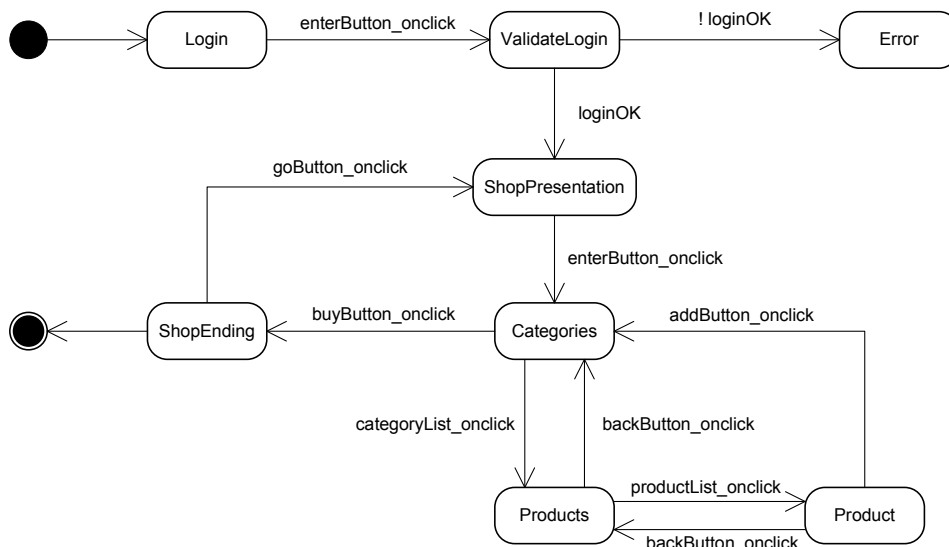 Login
enterButton_onclick
ValidateLogin
! loginOK
Error
loginOK
goButton_onclick
ShopPresentation
enterButton_onclick
ShopEnding
buyButton_onclick
Categories
addButton_onclick
categoryList_onclick
backButton_onclick
Products
productList_onclick
Product
backButton_onclick